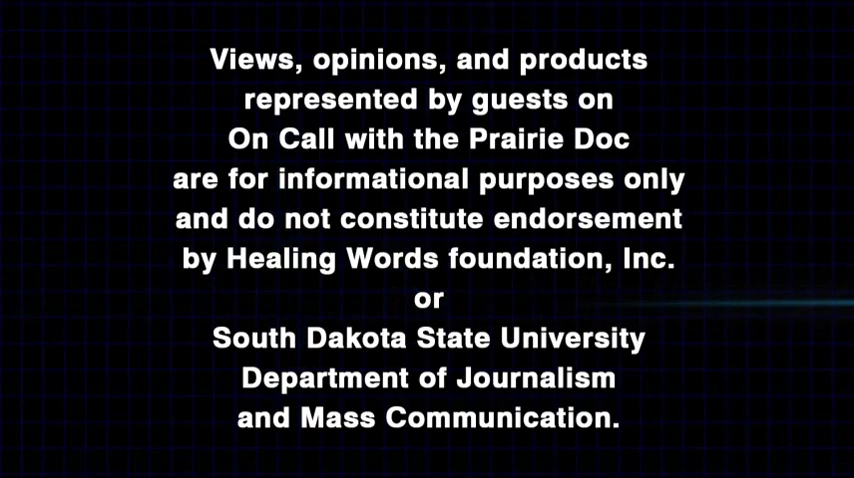 Views, opinions, and products
represented by guests on
On Call with the Prairie Doc
are for informational purposes only
and do not constitute endorsement
by Healing Words foundation, Inc.
or
South Dakota State University
Department of Journalism
and Mass Communication.